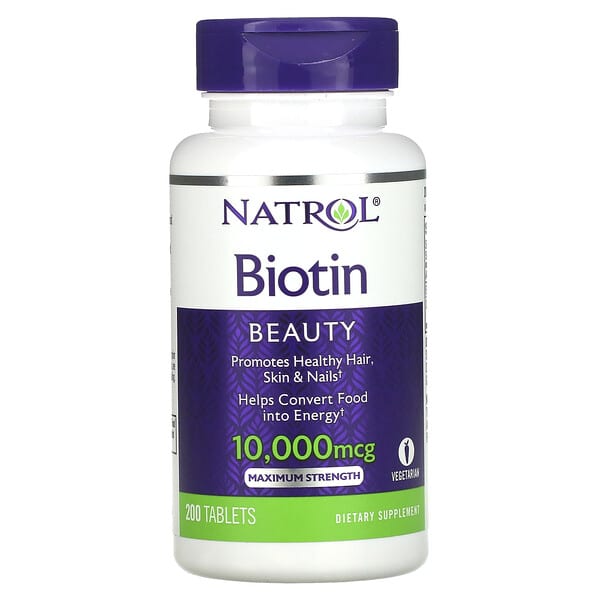 NATROL®
Biotin
BEAUTY
Promotes Healthy Hair,
Skin & Nails†
Helps Convert Food
into Energy†
10,000mcg
MAXIMUM STRENGTH
VEGETARIAN
200 TABLETS
DIETARY SUPPLEMENT